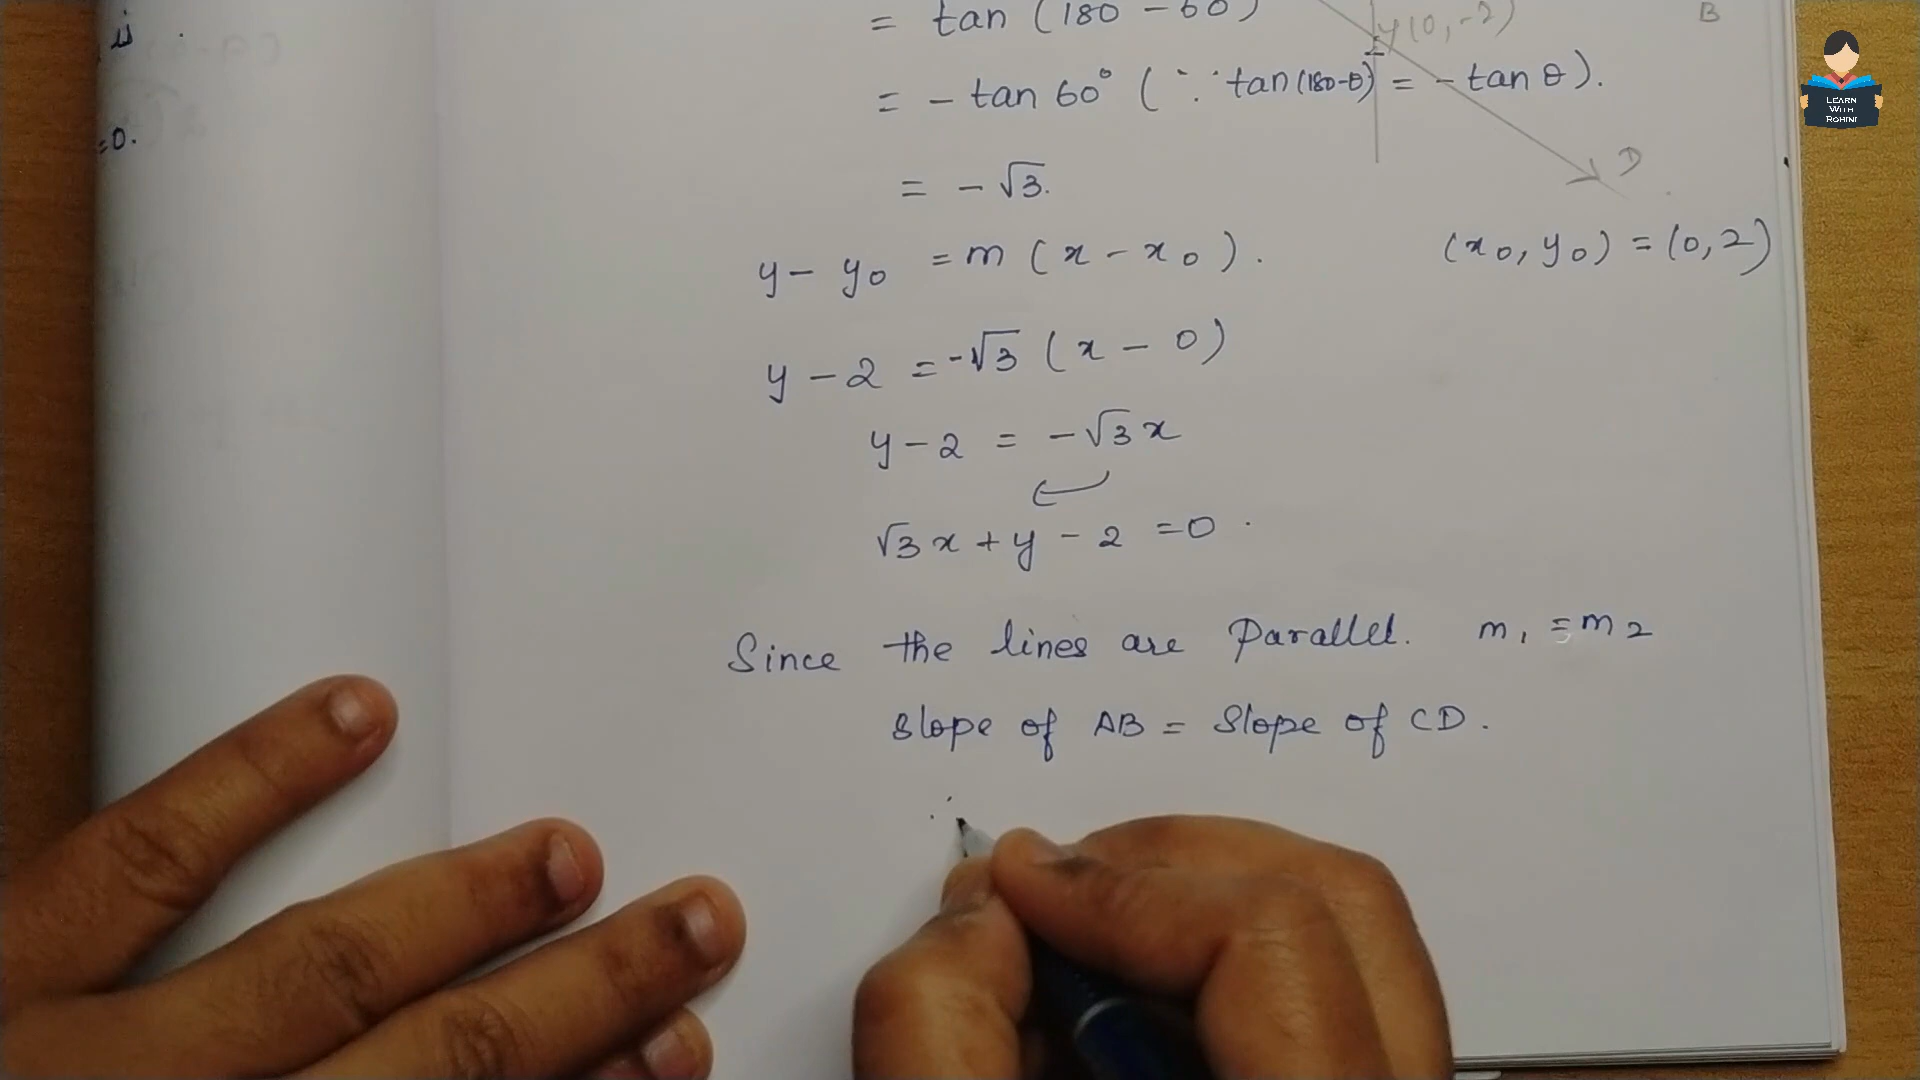 = tan (180 - 60)
y(0, -2)
B
= - tan 60° (∵ tan(180-θ) = - tan θ).
=0.
D
= - √3.
y - y0 = m (x - x0).
(x0, y0) = (0, 2)
y - 2 = -√3 (x - 0)
y - 2 = - √3 x
√3 x + y - 2 = 0.
Since the lines are Parallel. m1 = m2
Slope of AB = Slope of CD.
LEARN
WITH
ROHINI